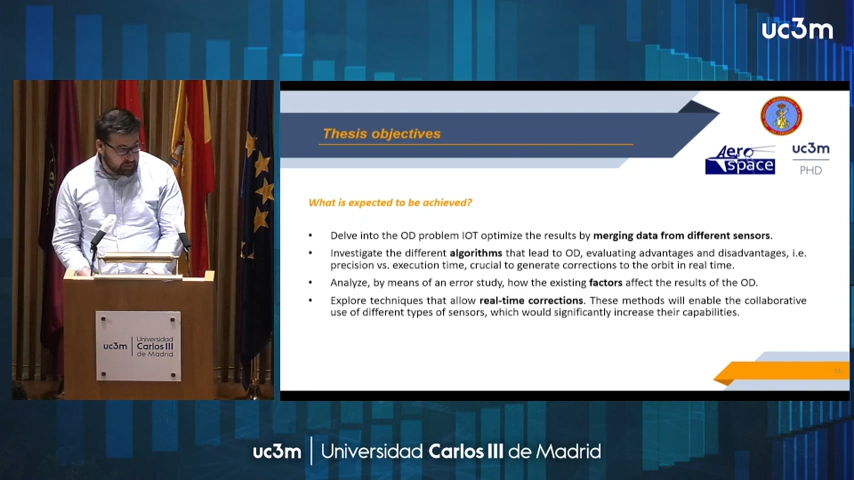 uc3m
Thesis objectives
Aero
space
uc3m
PHD
What is expected to be achieved?
• Delve into the OD problem IOT optimize the results by merging data from different sensors.
• Investigate the different algorithms that lead to OD, evaluating advantages and disadvantages, i.e.
precision vs. execution time, crucial to generate corrections to the orbit in real time.
• Analyze, by means of an error study, how the existing factors affect the results of the OD.
• Explore techniques that allow real-time corrections. These methods will enable the collaborative
use of different types of sensors, which would significantly increase their capabilities.
uc3m | Universidad
Carlos III
de Madrid
uc3m | Universidad Carlos III de Madrid